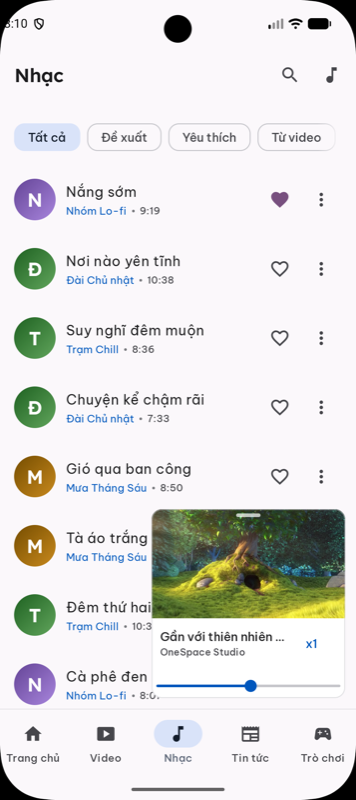 3:10
Nhạc
Tất cả
Đề xuất
Yêu thích
Từ video
N
Nắng sớm
Nhóm Lo-fi • 9:19
Đ
Nơi nào yên tĩnh
Đài Chủ nhật • 10:38
T
Suy nghĩ đêm muộn
Trạm Chill • 8:36
Đ
Chuyện kể chậm rãi
Đài Chủ nhật • 7:33
M
Gió qua ban công
Mưa Tháng Sáu • 8:50
M
Tà áo trắng
Mưa Tháng Sáu
T
Đêm thứ hai
Trạm Chill • 10:3
N
Cà phê đen
Nhóm Lo-fi • 8:0
Gần với thiên nhiên ...
OneSpace Studio
x1
Trang chủ
Video
Nhạc
Tin tức
Trò chơi